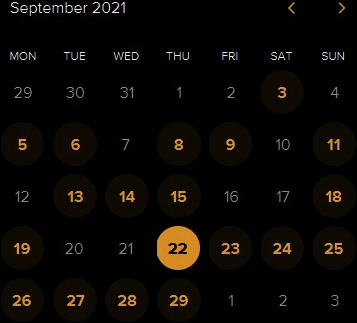 September 2021
MON TUE WED THU FRI SAT SUN
29 30 31 1 2 3 4
5 6 7 8 9 10 11
12 13 14 15 16 17 18
19 20 21 22 23 24 25
26 27 28 29 1 2 3